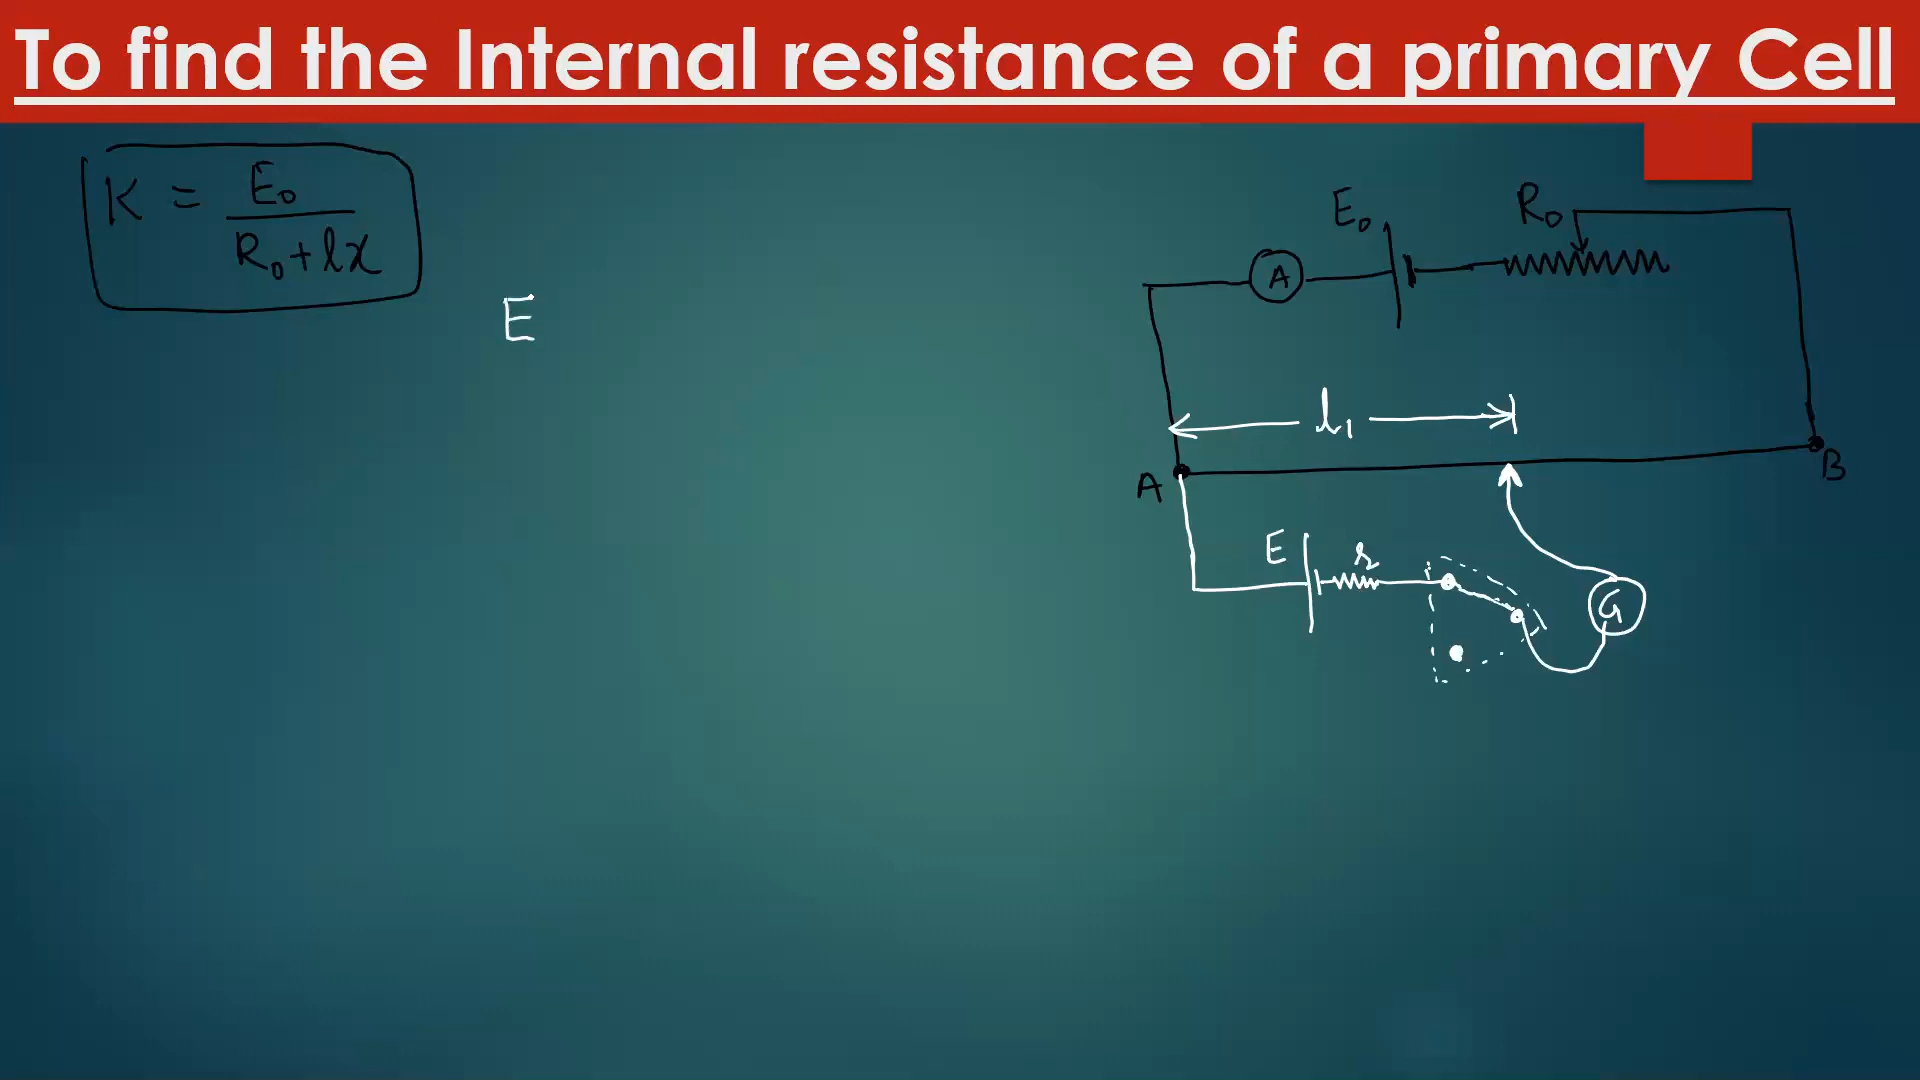 To find the Internal resistance of a primary Cell
K = E₀ / R₀ + lx
E
E₀
R₀
A
l₁
A
B
E
r
G